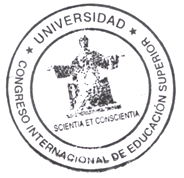 UNIVERSIDAD
CONGRESO INTERNACIONAL DE EDUCACIÓN SUPERIOR
SCIENTIA ET CONSCIENTIA